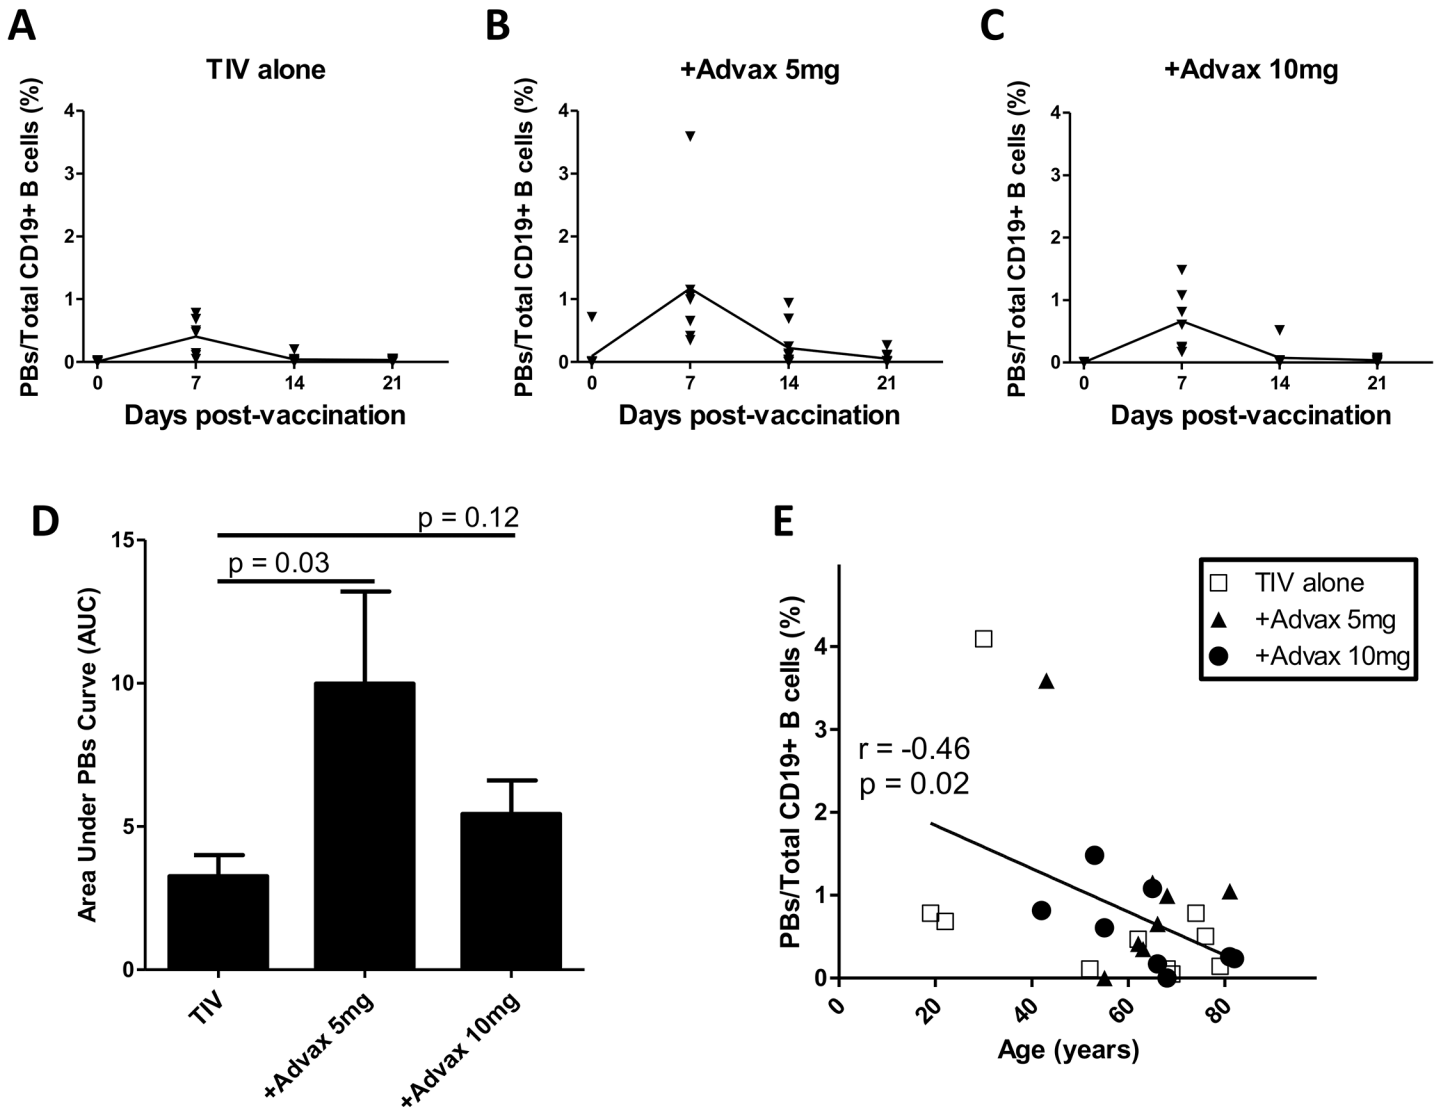 A
TIV alone
PBs/Total CD19+ B cells (%)
4
3
2
1
0
0 7 14 21
Days post-vaccination
B
+Advax 5mg
PBs/Total CD19+ B cells (%)
4
3
2
1
0
0 7 14 21
Days post-vaccination
C
+Advax 10mg
PBs/Total CD19+ B cells (%)
4
3
2
1
0
0 7 14 21
Days post-vaccination
D
p = 0.12
p = 0.03
Area Under PBs Curve (AUC)
15
10
5
0
TIV
+Advax 5mg
+Advax 10mg
E
TIV alone
+Advax 5mg
+Advax 10mg
PBs/Total CD19+ B cells (%)
4
3
2
1
0
r = -0.46
p = 0.02
0 20 40 60 80
Age (years)